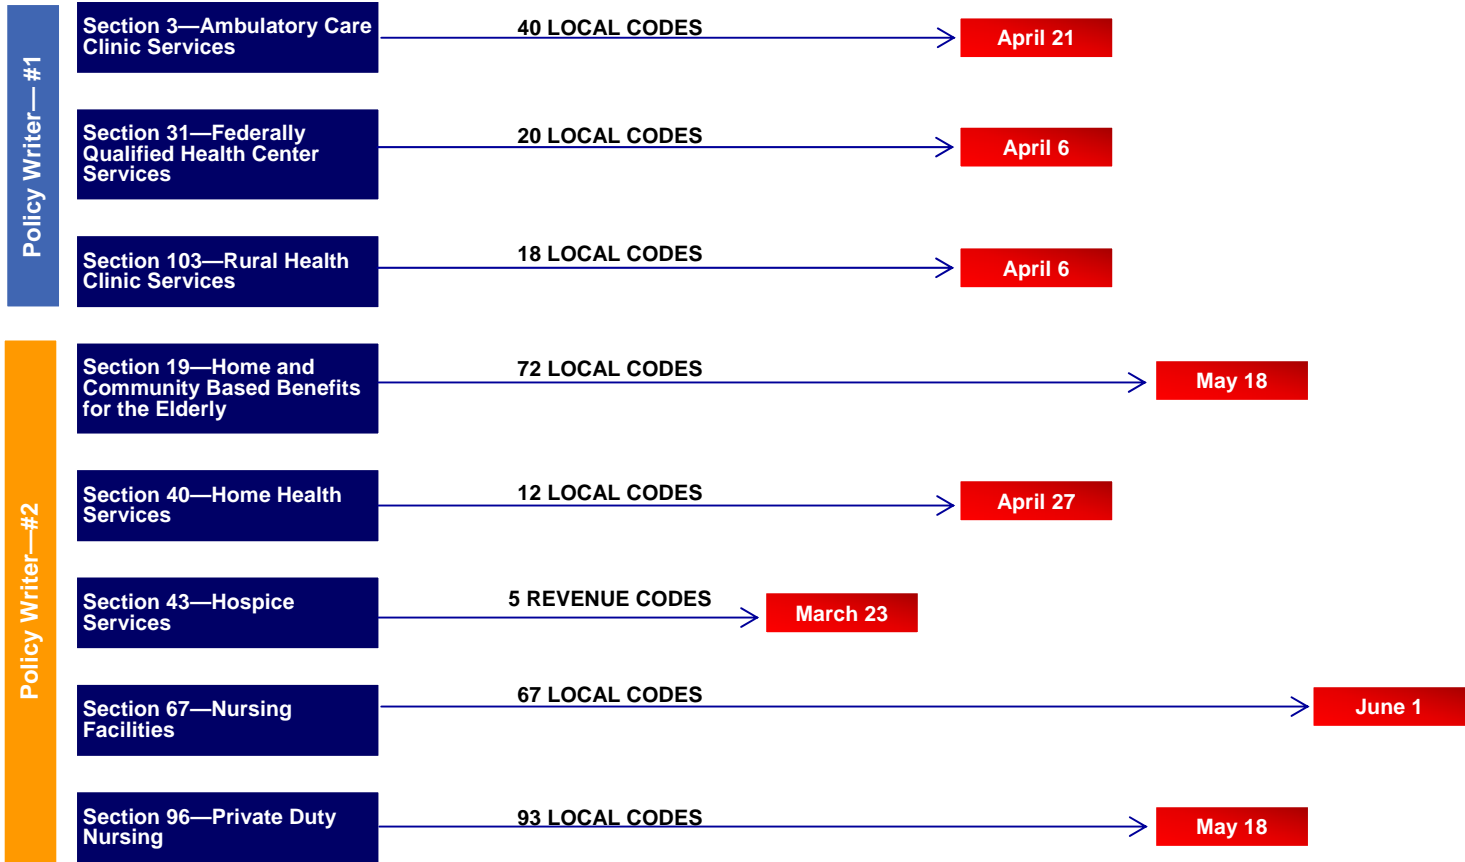 Policy Writer— #1
Section 3—Ambulatory Care
Clinic Services
40 LOCAL CODES
April 21
Section 31—Federally
Qualified Health Center
Services
20 LOCAL CODES
April 6
Section 103—Rural Health
Clinic Services
18 LOCAL CODES
April 6
Policy Writer—#2
Section 19—Home and
Community Based Benefits
for the Elderly
72 LOCAL CODES
May 18
Section 40—Home Health
Services
12 LOCAL CODES
April 27
Section 43—Hospice
Services
5 REVENUE CODES
March 23
Section 67—Nursing
Facilities
67 LOCAL CODES
June 1
Section 96—Private Duty
Nursing
93 LOCAL CODES
May 18